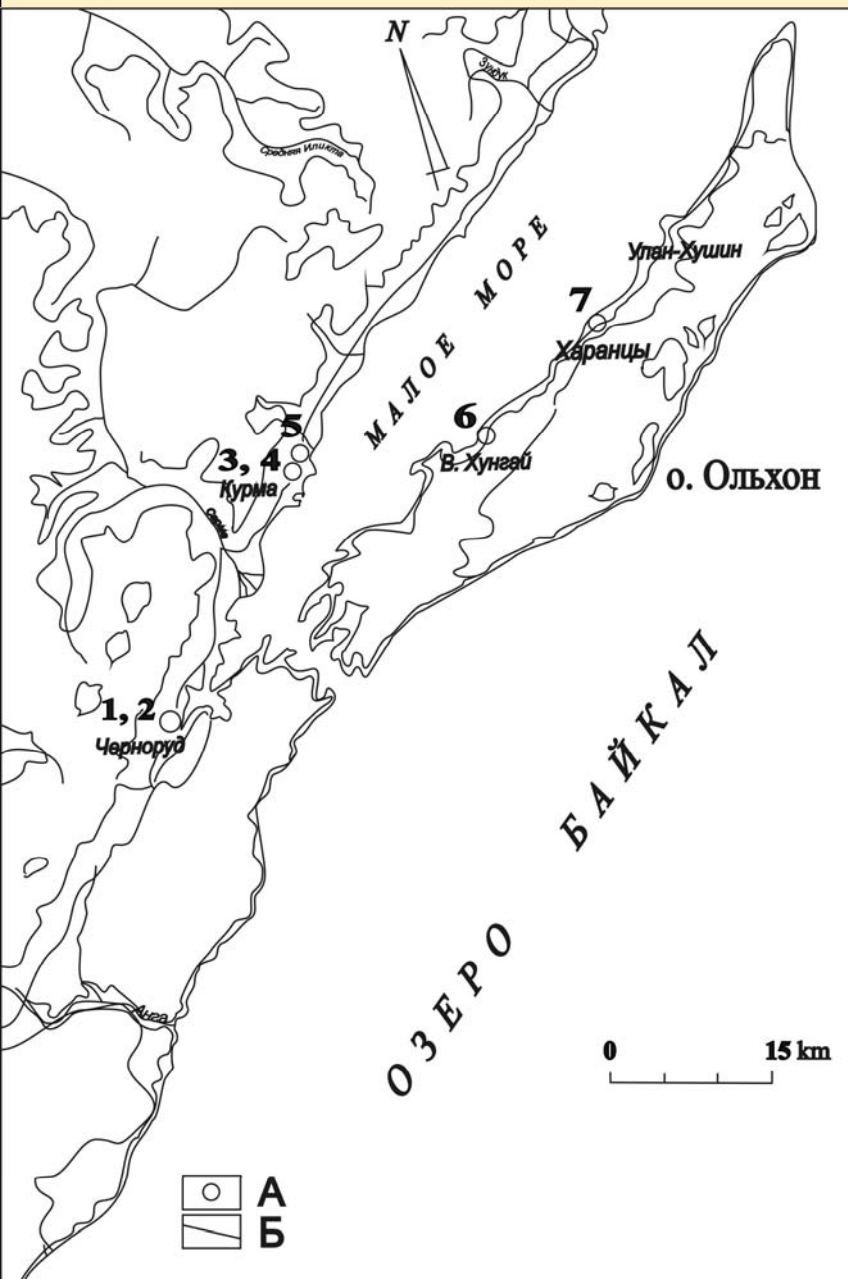 N
Зундук
Средняя Иликта
МАЛОЕ МОРЕ
Улан-Хушин
7
Харанцы
6
В. Хунгай
5
3, 4
Курма
Сарма
о. Ольхон
1, 2
Черноруд
ОЗЕРО БАЙКАЛ
Анга
0 15 km
А
Б